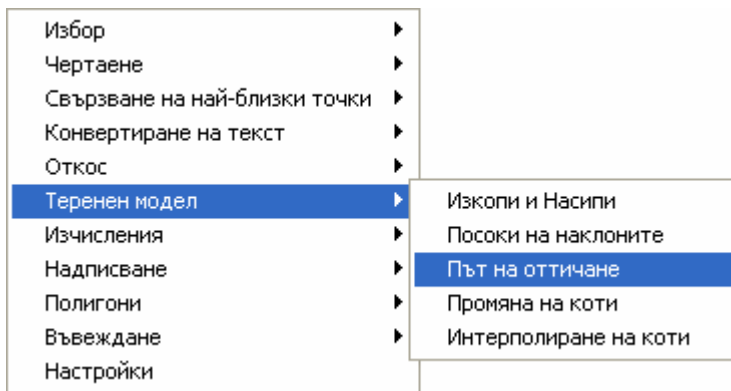 Избор
Чертаене
Свързване на най-близки точки
Конвертиране на текст
Откос
Теренен модел
Изчисления
Надписване
Полигони
Въвеждане
Настройки
Изкопи и Насипи
Посоки на наклоните
Път на оттичане
Промяна на коти
Интерполиране на коти